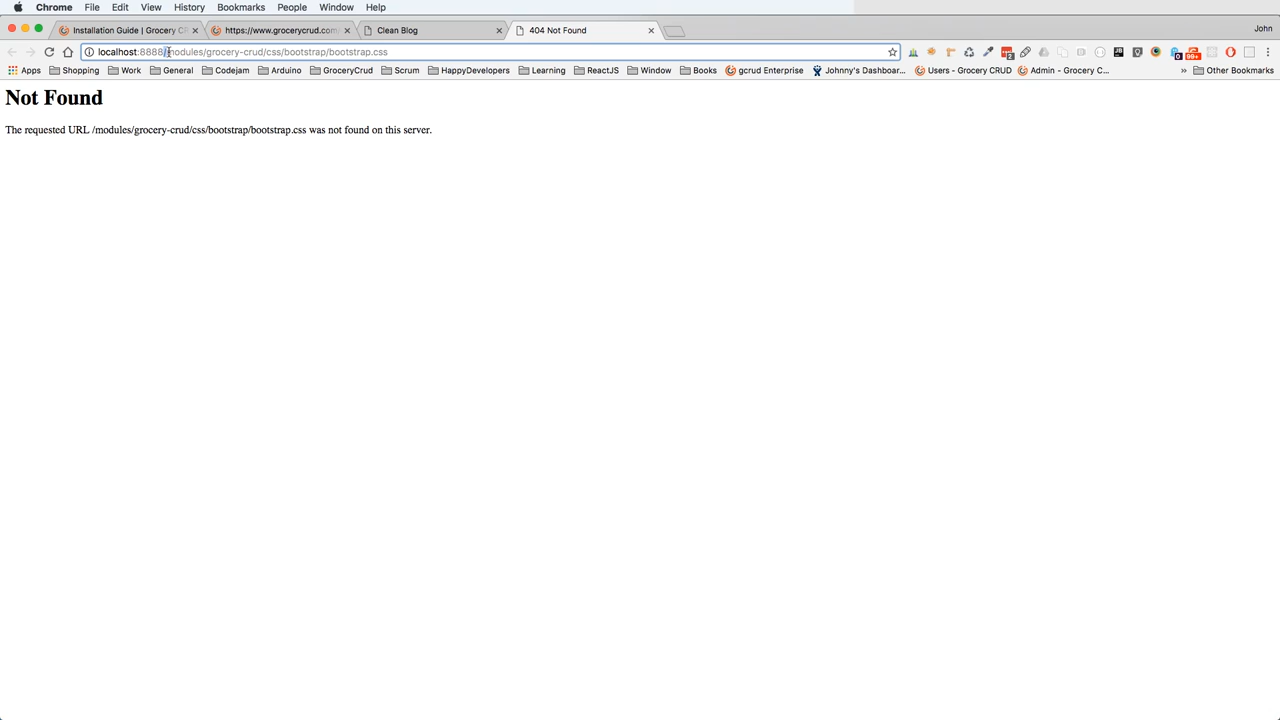 Chrome File Edit View History Bookmarks People Window Help
Installation Guide | Grocery CR https://www.grocerycrud.com Clean Blog 404 Not Found John
localhost:8888/modules/grocery-crud/css/bootstrap/bootstrap.css
Apps Shopping Work General Codejam Arduino GroceryCrud Scrum HappyDevelopers Learning ReactJS Window Books gcrud Enterprise Johnny's Dashboar... Users - Grocery CRUD Admin - Grocery C... » Other Bookmarks
Not Found
The requested URL /modules/grocery-crud/css/bootstrap/bootstrap.css was not found on this server.